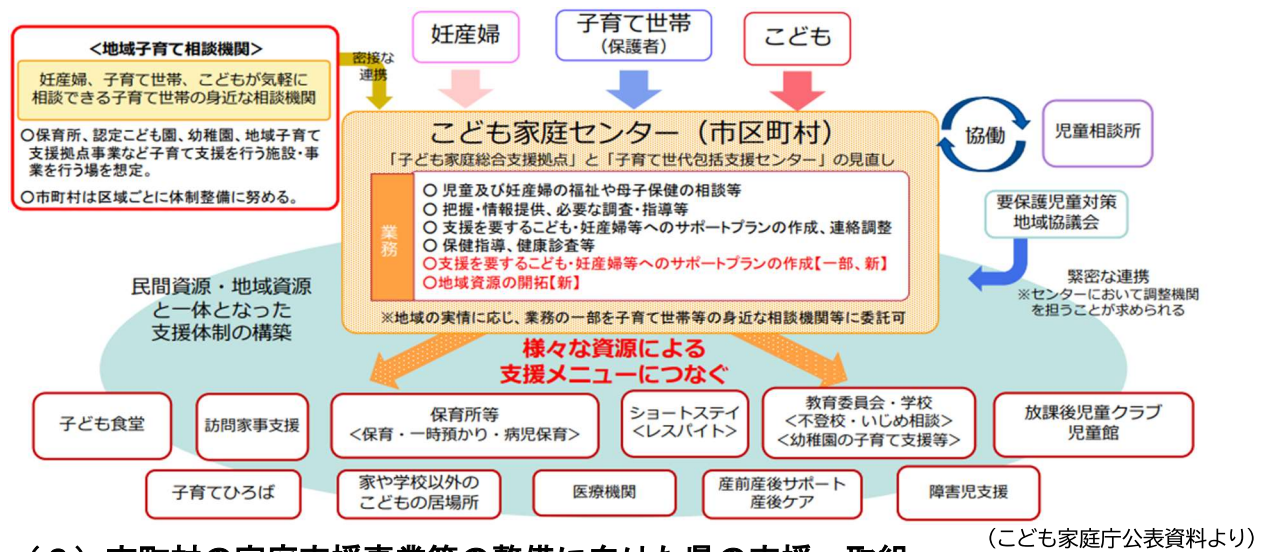 <地域子育て相談機関>
妊産婦、子育て世帯、こどもが気軽に
相談できる子育て世帯の身近な相談機関
○保育所、認定こども園、幼稚園、地域子育て
支援拠点事業など子育て支援を行う施設・事
業を行う場を想定。
○市町村は区域ごとに体制整備に努める。
密接な
連携
妊産婦
子育て世帯
(保護者)
こども
こども家庭センター(市区町村)
「子ども家庭総合支援拠点」と「子育て世代包括支援センター」の見直し
業務
○ 児童及び妊産婦の福祉や母子保健の相談等
○ 把握・情報提供、必要な調査・指導等
○ 支援を要するこども・妊産婦等へのサポートプランの作成、連絡調整
○ 保健指導、健康診査等
○支援を要するこども・妊産婦等へのサポートプランの作成【一部、新】
○地域資源の開拓【新】
※地域の実情に応じ、業務の一部を子育て世帯等の身近な相談機関等に委託可
協働
児童相談所
要保護児童対策
地域協議会
緊密な連携
※センターにおいて調整機関
を担うことが求められる
民間資源・地域資源
と一体となった
支援体制の構築
様々な資源による
支援メニューにつなぐ
子ども食堂
訪問家事支援
保育所等
<保育・一時預かり・病児保育>
ショートステイ
<レスパイト>
教育委員会・学校
<不登校・いじめ相談>
<幼稚園の子育て支援等>
放課後児童クラブ
児童館
子育てひろば
家や学校以外の
こどもの居場所
医療機関
産前産後サポート
産後ケア
障害児支援
(こども家庭庁公表資料より)